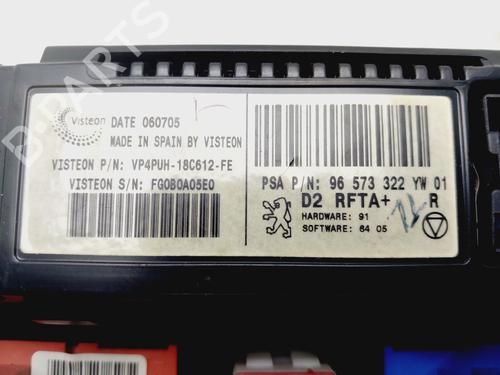 Visteon
DATE 060705
MADE IN SPAIN BY VISTEON
VISTEON P/N: VP4PUH-18C612-FE
VISTEON S/N: FG0B0A05E0
PSA P/N: 96 573 322 YW 01
D2 RFTA+ R
HARDWARE: 91
SOFTWARE: 64 05
B-PARTS